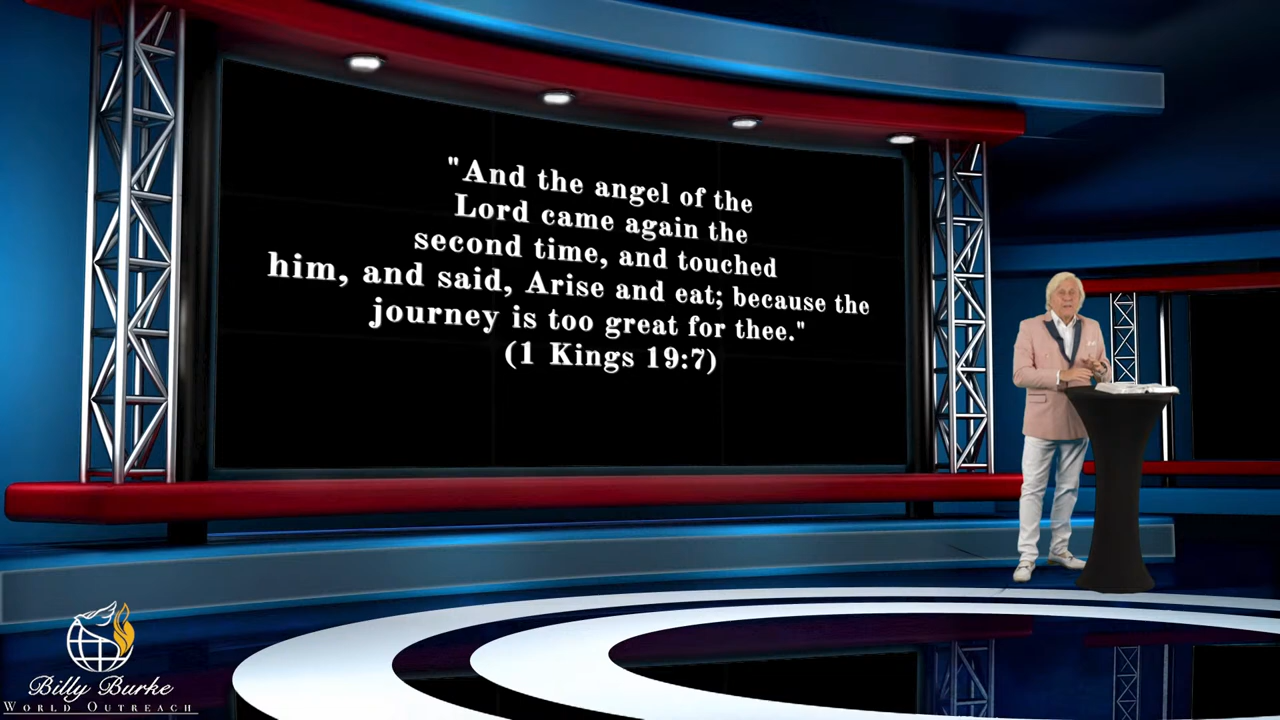 "And the angel of the
Lord came again the
second time, and touched
him, and said, Arise and eat; because the
journey is too great for thee."
(1 Kings 19:7)
Billy Burke
WORLD OUTREACH